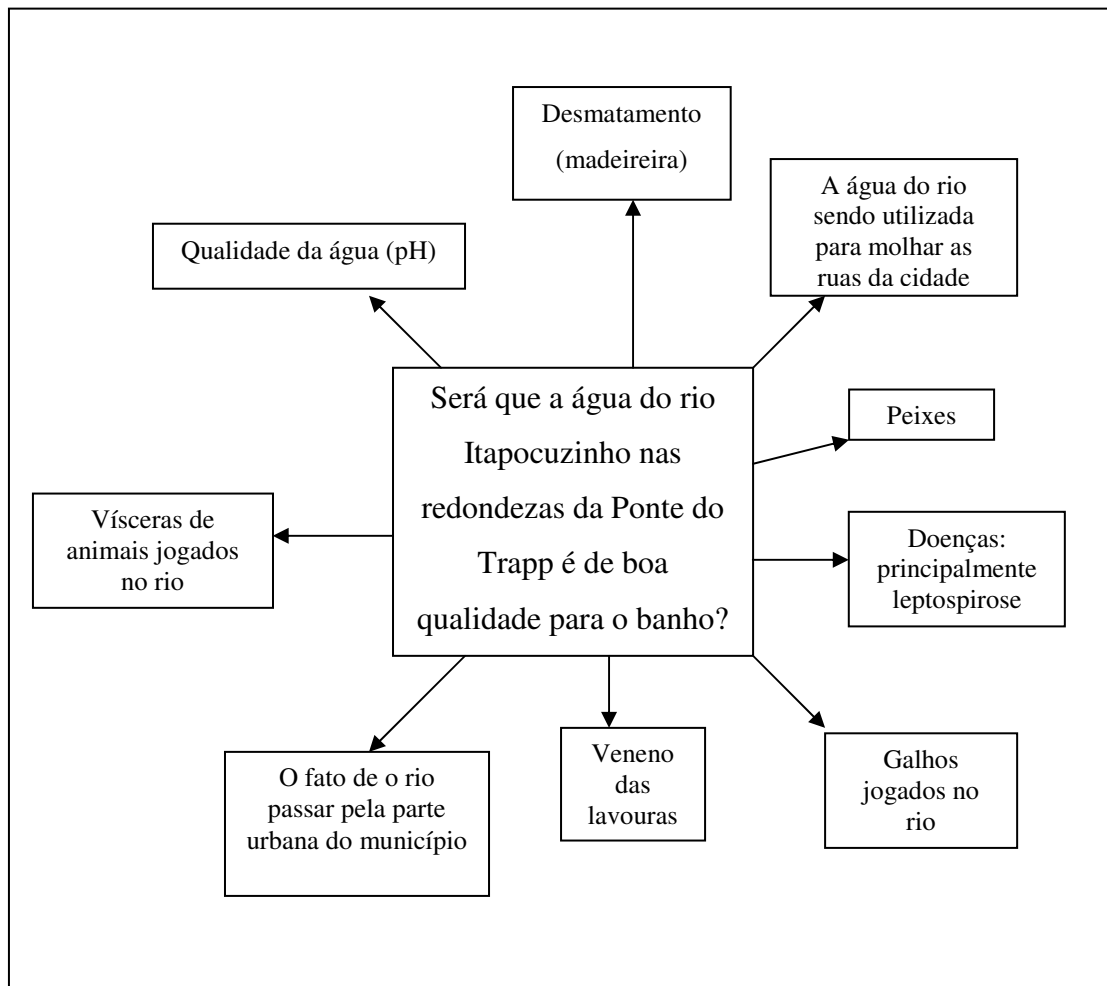 Desmatamento
(madeireira)
A água do rio
sendo utilizada
para molhar as
ruas da cidade
Qualidade da água (pH)
Será que a água do rio
Itapocuzinho nas
redondezas da Ponte do
Trapp é de boa
qualidade para o banho?
Peixes
Vísceras de
animais jogados
no rio
Doenças:
principalmente
leptospirose
O fato de o rio
passar pela parte
urbana do município
Veneno
das
lavouras
Galhos
jogados no
rio